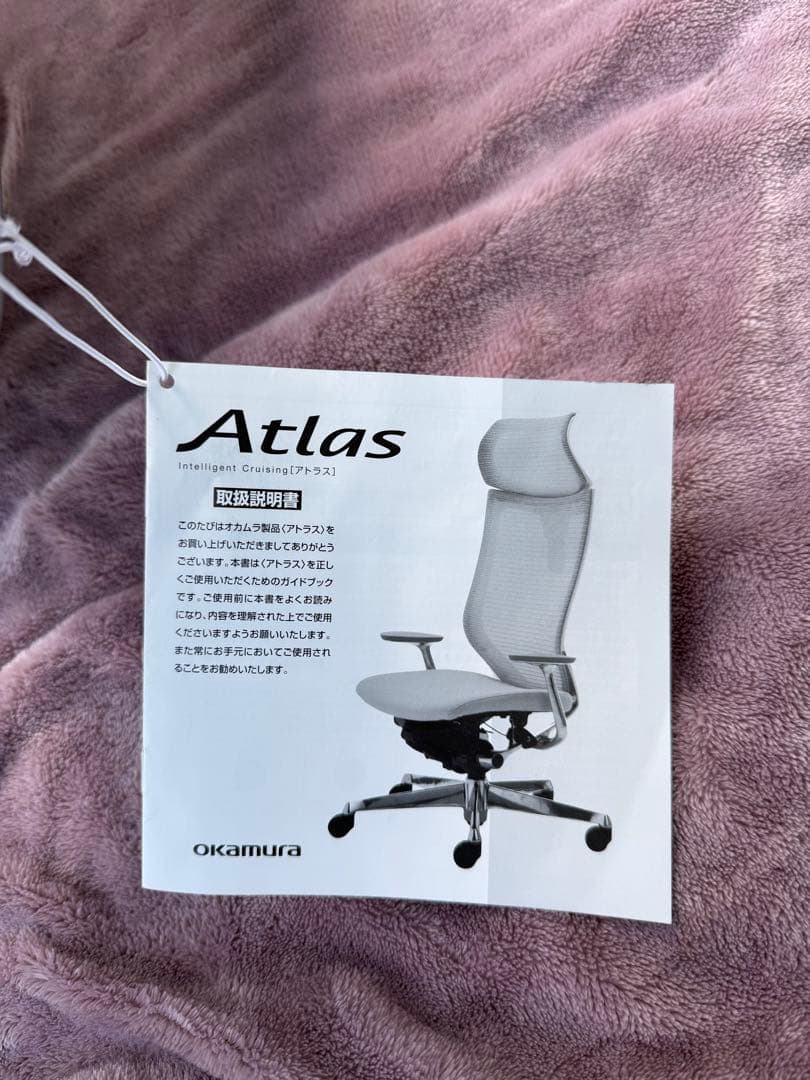 Atlas
Intelligent Cruising[アトラス]
取扱説明書
このたびはオカムラ製品〈アトラス〉を
お買い上げいただきましてありがとう
ございます。本書は〈アトラス〉を正し
くご使用いただくためのガイドブック
です。ご使用前に本書をよくお読み
になり、内容を理解された上でご使用
くださいますようお願いいたします。
また常にお手元においてご使用され
ることをお勧めいたします。
OKamura